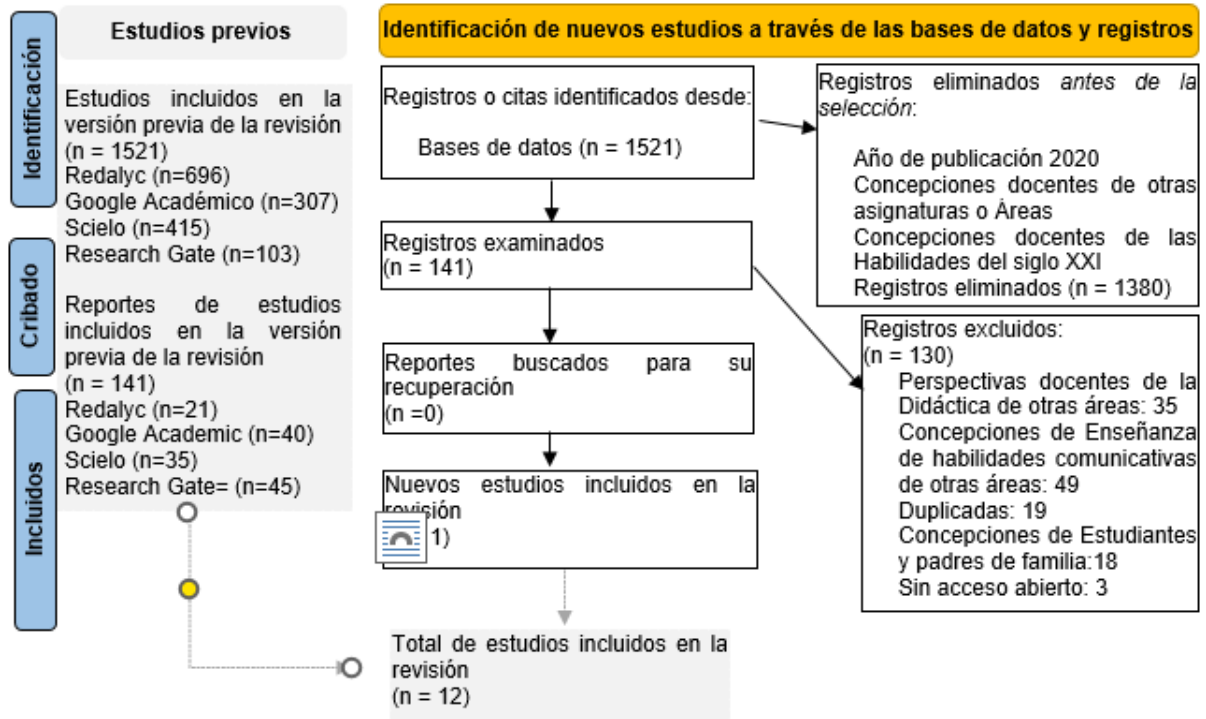 Identificación
Cribado
Incluidos
Estudios previos
Estudios incluidos en la
versión previa de la revisión
(n = 1521)
Redalyc (n=696)
Google Académico (n=307)
Scielo (n=415)
Research Gate (n=103)
Reportes de estudios
incluidos en la versión
previa de la revisión
(n = 141)
Redalyc (n=21)
Google Academic (n=40)
Scielo (n=35)
Research Gate= (n=45)
Identificación de nuevos estudios a través de las bases de datos y registros
Registros o citas identificados desde:
Bases de datos (n = 1521)
Registros eliminados antes de la
selección:
Año de publicación 2020
Concepciones docentes de otras
asignaturas o Áreas
Concepciones docentes de las
Habilidades del siglo XXI
Registros eliminados (n = 1380)
Registros examinados
(n = 141)
Registros excluidos:
(n = 130)
Perspectivas docentes de la
Didáctica de otras áreas: 35
Concepciones de Enseñanza
de habilidades comunicativas
de otras áreas: 49
Duplicadas: 19
Concepciones de Estudiantes
y padres de familia:18
Sin acceso abierto: 3
Reportes buscados para su
recuperación
(n =0)
Nuevos estudios incluidos en la
revisión
1)
Total de estudios incluidos en la
revisión
(n = 12)